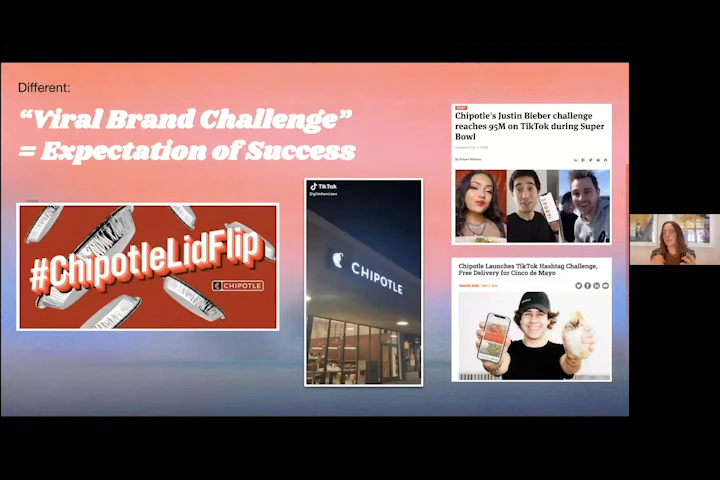 Different:
“Viral Brand Challenge”
= Expectation of Success
#ChipotleLidFlip
CHIPOTLE
TikTok
CHIPOTLE
Chipotle's Justin Bieber challenge
reaches 95M on TikTok during Super
Bowl
Chipotle Launches TikTok Hashtag Challenge,
Free Delivery for Cinco de Mayo